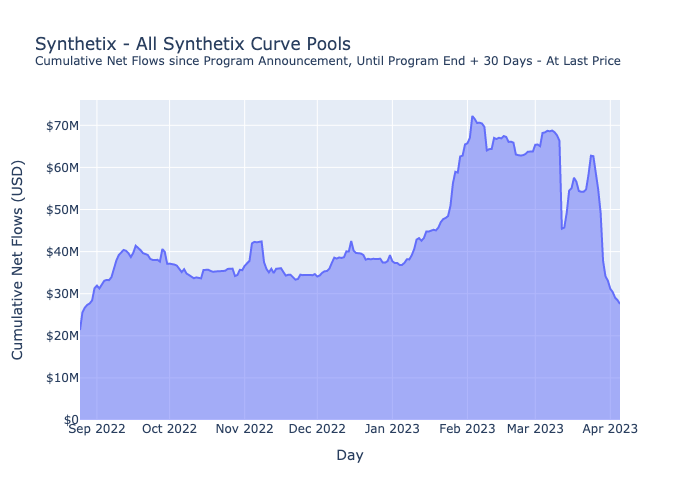 Synthetix - All Synthetix Curve Pools
Cumulative Net Flows since Program Announcement, Until Program End + 30 Days - At Last Price
Cumulative Net Flows (USD)
$70M
$60M
$50M
$40M
$30M
$20M
$10M
$0
Sep 2022 Oct 2022 Nov 2022 Dec 2022 Jan 2023 Feb 2023 Mar 2023 Apr 2023
Day